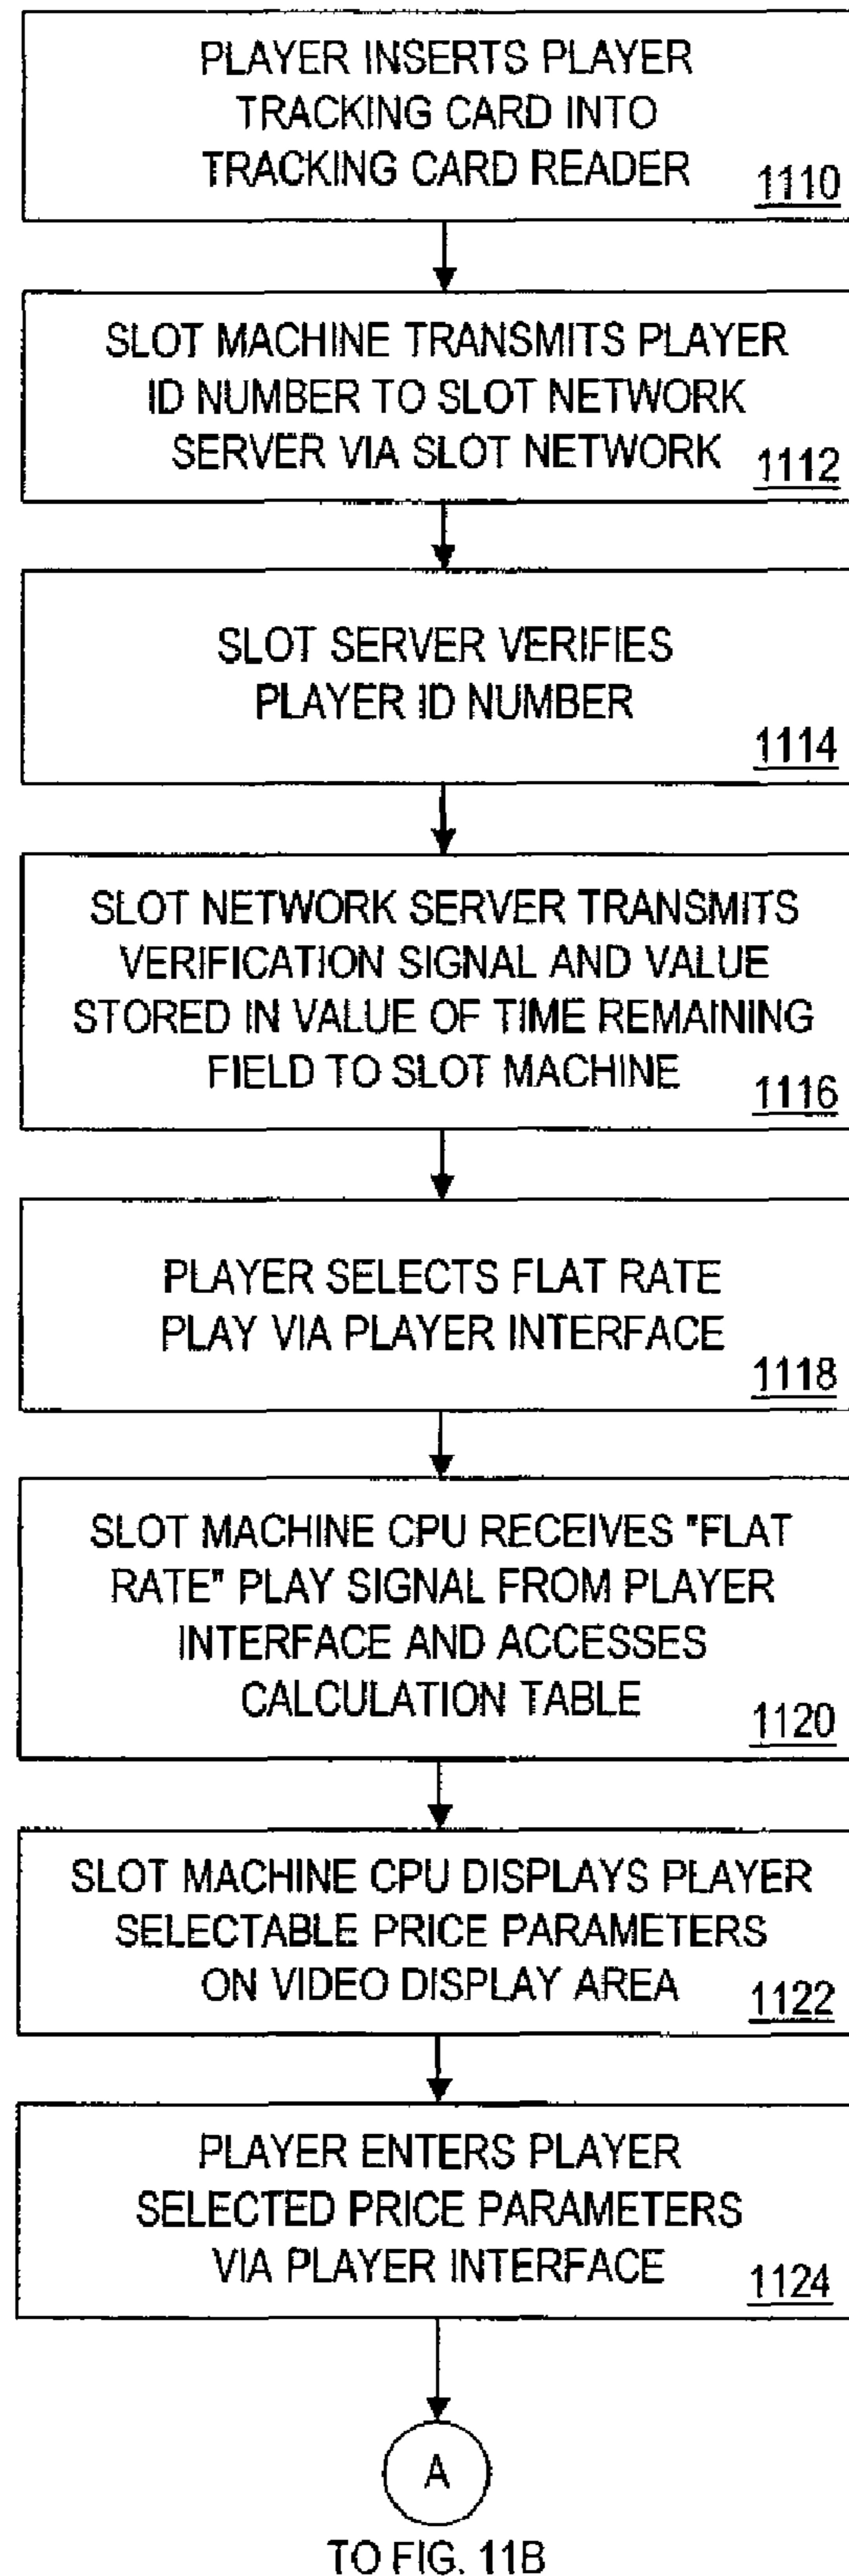 PLAYER INSERTS PLAYER
TRACKING CARD INTO
TRACKING CARD READER
1110
SLOT MACHINE TRANSMITS PLAYER
ID NUMBER TO SLOT NETWORK
SERVER VIA SLOT NETWORK
1112
SLOT SERVER VERIFIES
PLAYER ID NUMBER
1114
SLOT NETWORK SERVER TRANSMITS
VERIFICATION SIGNAL AND VALUE
STORED IN VALUE OF TIME REMAINING
FIELD TO SLOT MACHINE
1116
PLAYER SELECTS FLAT RATE
PLAY VIA PLAYER INTERFACE
1118
SLOT MACHINE CPU RECEIVES "FLAT
RATE" PLAY SIGNAL FROM PLAYER
INTERFACE AND ACCESSES
CALCULATION TABLE
1120
SLOT MACHINE CPU DISPLAYS PLAYER
SELECTABLE PRICE PARAMETERS
ON VIDEO DISPLAY AREA
1122
PLAYER ENTERS PLAYER
SELECTED PRICE PARAMETERS
VIA PLAYER INTERFACE
1124
A
TO FIG. 11B